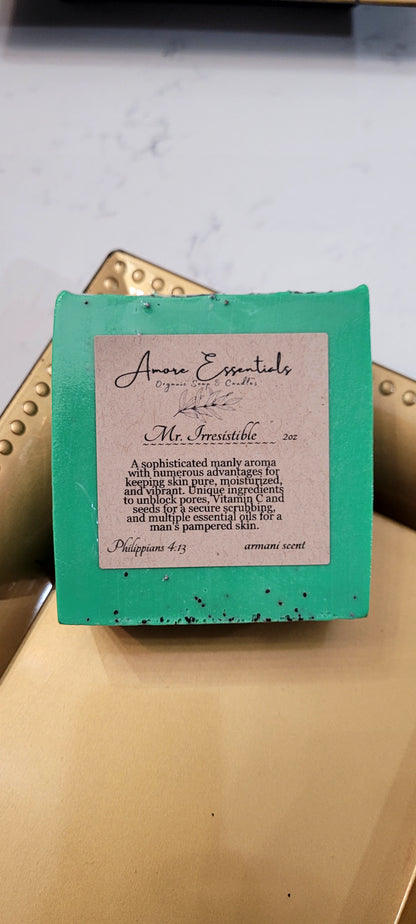 Amore Essentials
Organic Soap & Candles
Mr. Irresistible 2oz
A sophisticated manly aroma
with numerous advantages for
keeping skin pure, moisturized,
and vibrant. Unique ingredients
to unblock pores, Vitamin C and
seeds for a secure scrubbing,
and multiple essential oils for a
man's pampered skin.
Philippians 4:13 armani scent